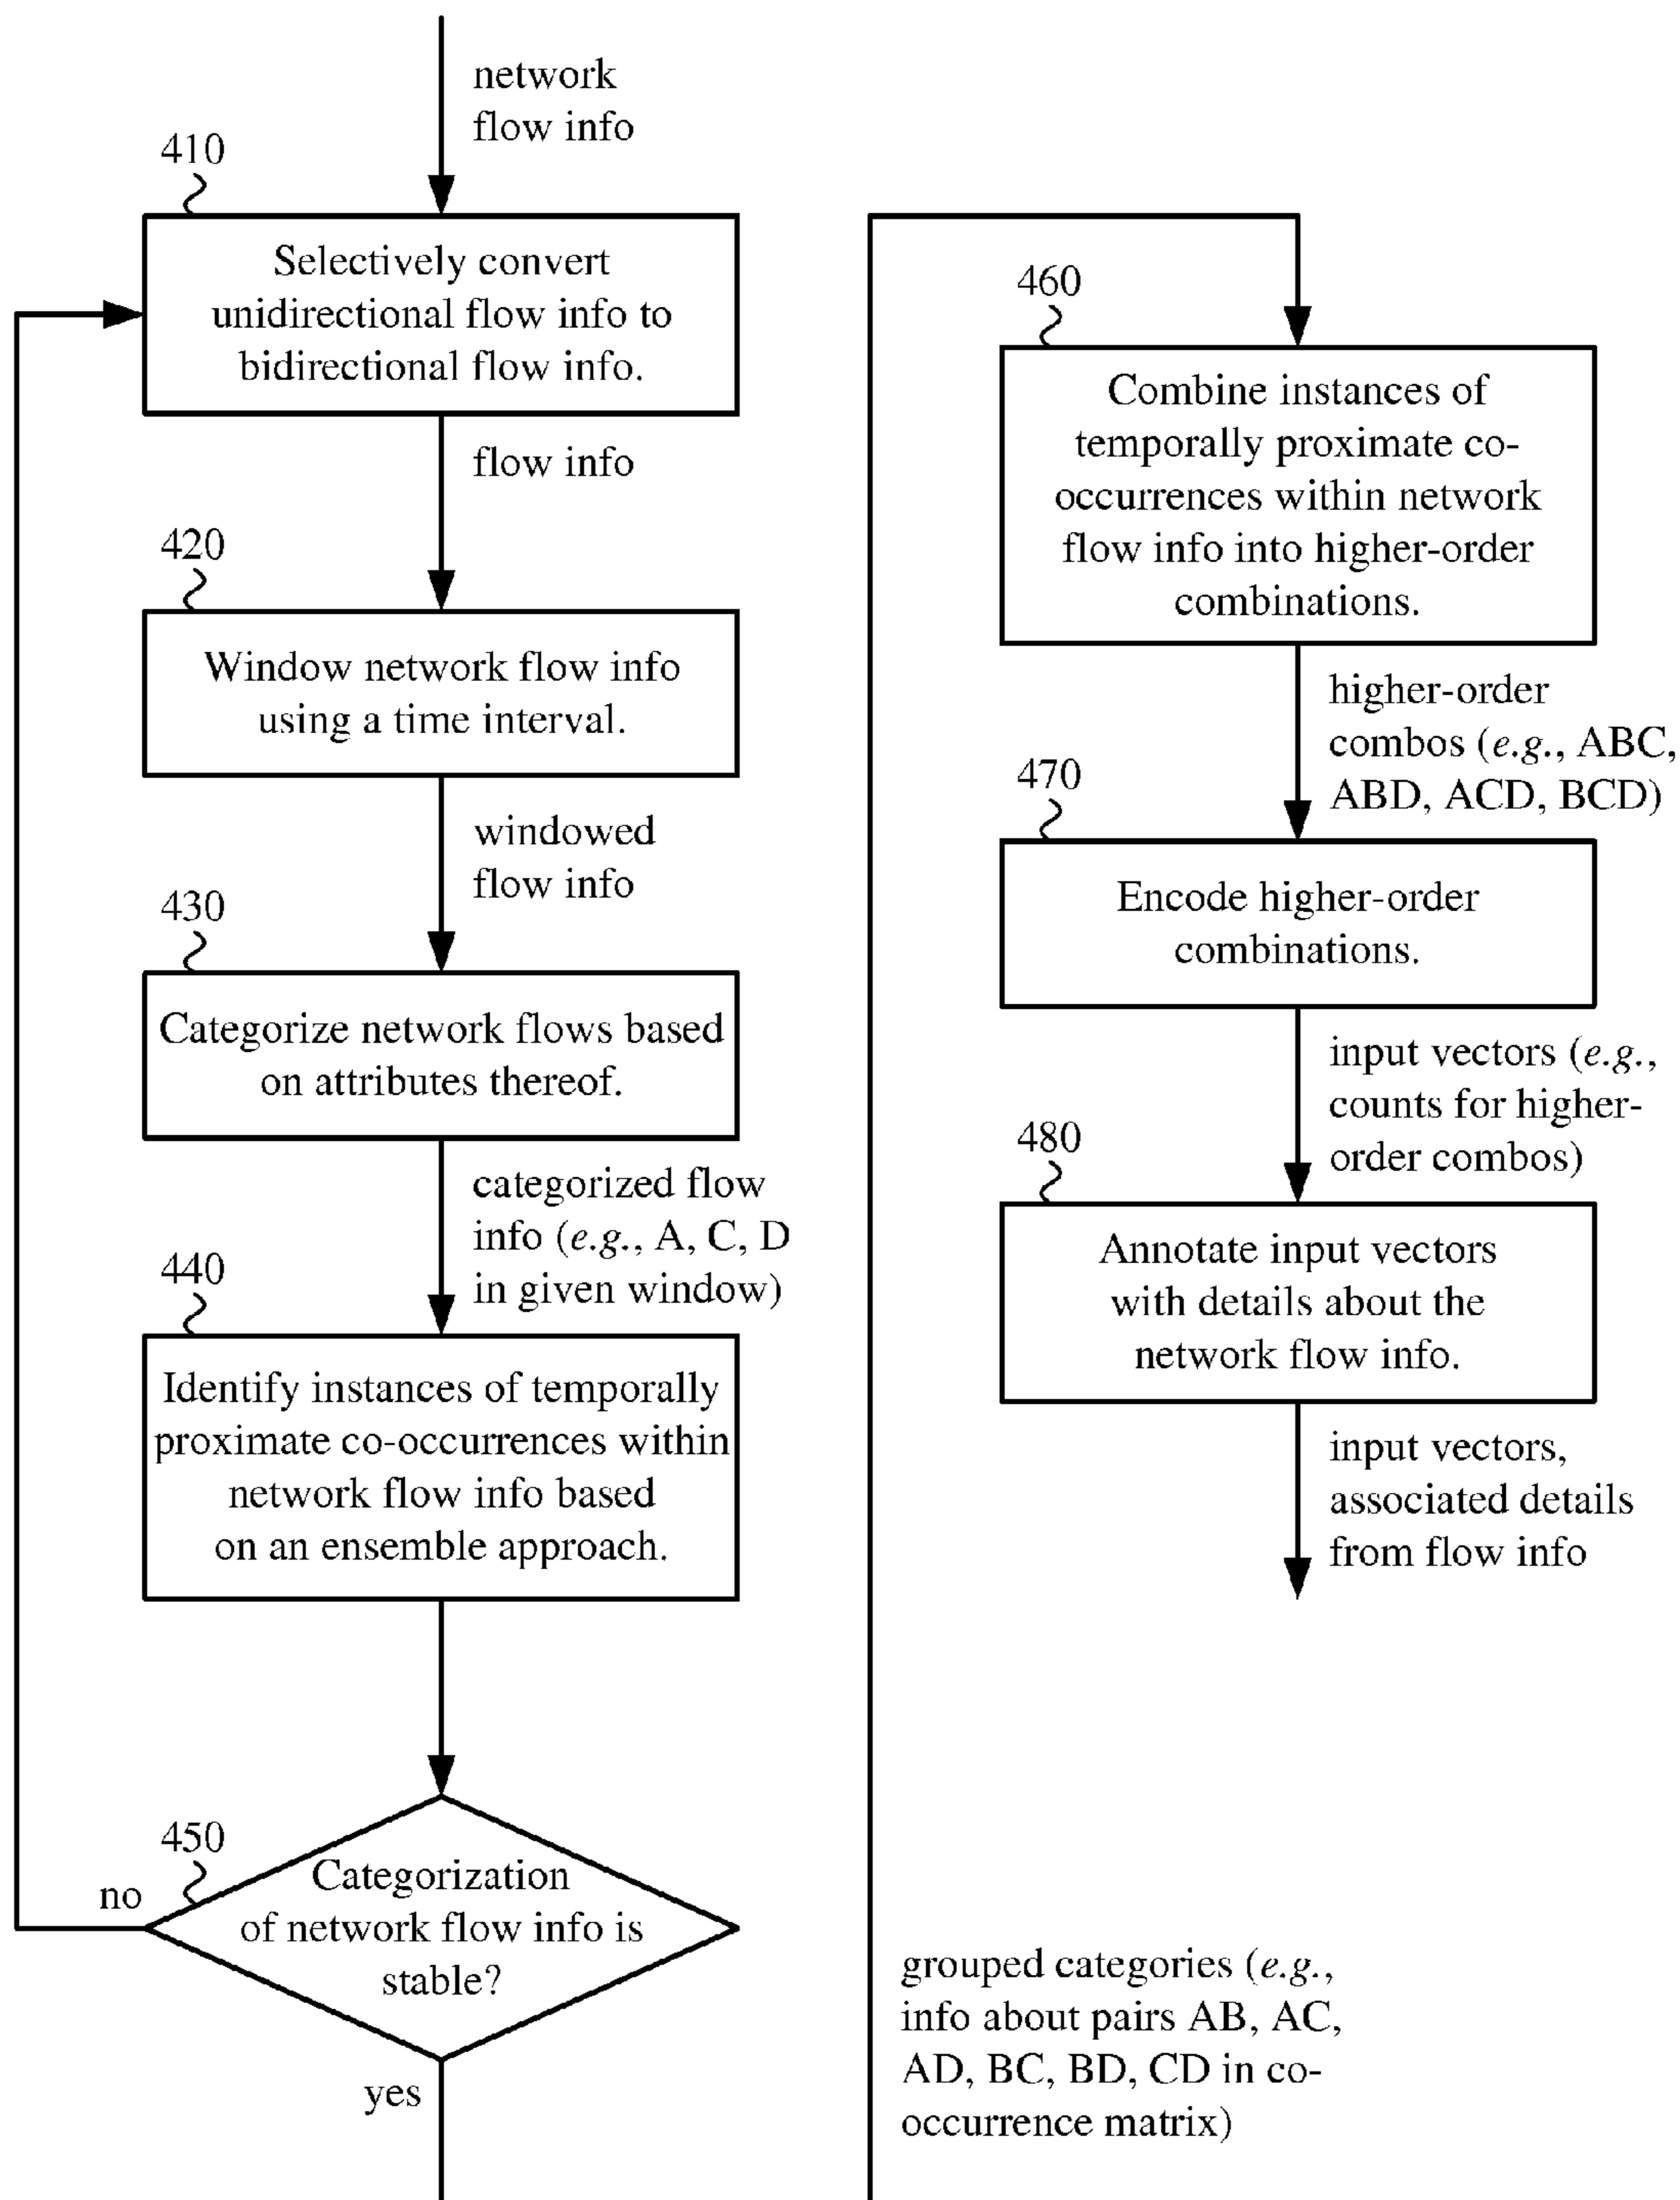 network
flow info
410
Selectively convert
unidirectional flow info to
bidirectional flow info.
flow info
420
Window network flow info
using a time interval.
windowed
flow info
430
Categorize network flows based
on attributes thereof.
categorized flow
info (e.g., A, C, D
in given window)
440
Identify instances of temporally
proximate co-occurrences within
network flow info based
on an ensemble approach.
450
no
Categorization
of network flow info is
stable?
yes
grouped categories (e.g.,
info about pairs AB, AC,
AD, BC, BD, CD in co-
occurrence matrix)
460
Combine instances of
temporally proximate co-
occurrences within network
flow info into higher-order
combinations.
higher-order
combos (e.g., ABC,
ABD, ACD, BCD)
470
Encode higher-order
combinations.
input vectors (e.g.,
counts for higher-
order combos)
480
Annotate input vectors
with details about the
network flow info.
input vectors,
associated details
from flow info